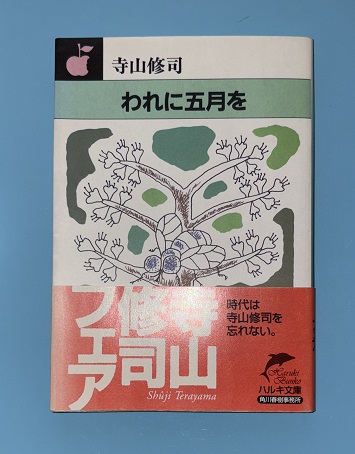 寺山修司
われに五月を
寺山
修司
フェア
Shūji Terayama
時代は
寺山修司を
忘れない。
Haruki
Bunko
ハルキ文庫
角川春樹事務所